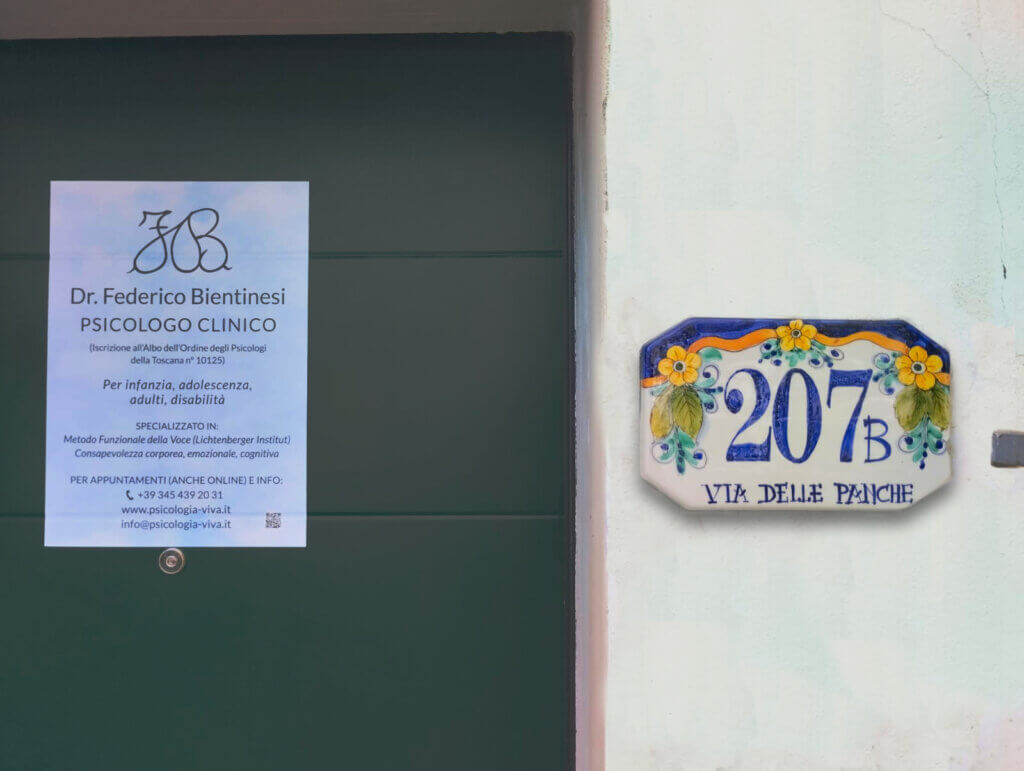 FB
Dr. Federico Bientinesi
PSICOLOGO CLINICO
(Iscrizione all'Albo dell'Ordine degli Psicologi
della Toscana n° 10125)
Per infanzia, adolescenza,
adulti, disabilità
SPECIALIZZATO IN:
Metodo Funzionale della Voce (Lichtenberger Institut)
Consapevolezza corporea, emozionale, cognitiva
PER APPUNTAMENTI (ANCHE ONLINE) E INFO:
+39 345 439 20 31
www.psicologia-viva.it
info@psicologia-viva.it
207B
VIA DELLE PANCHE